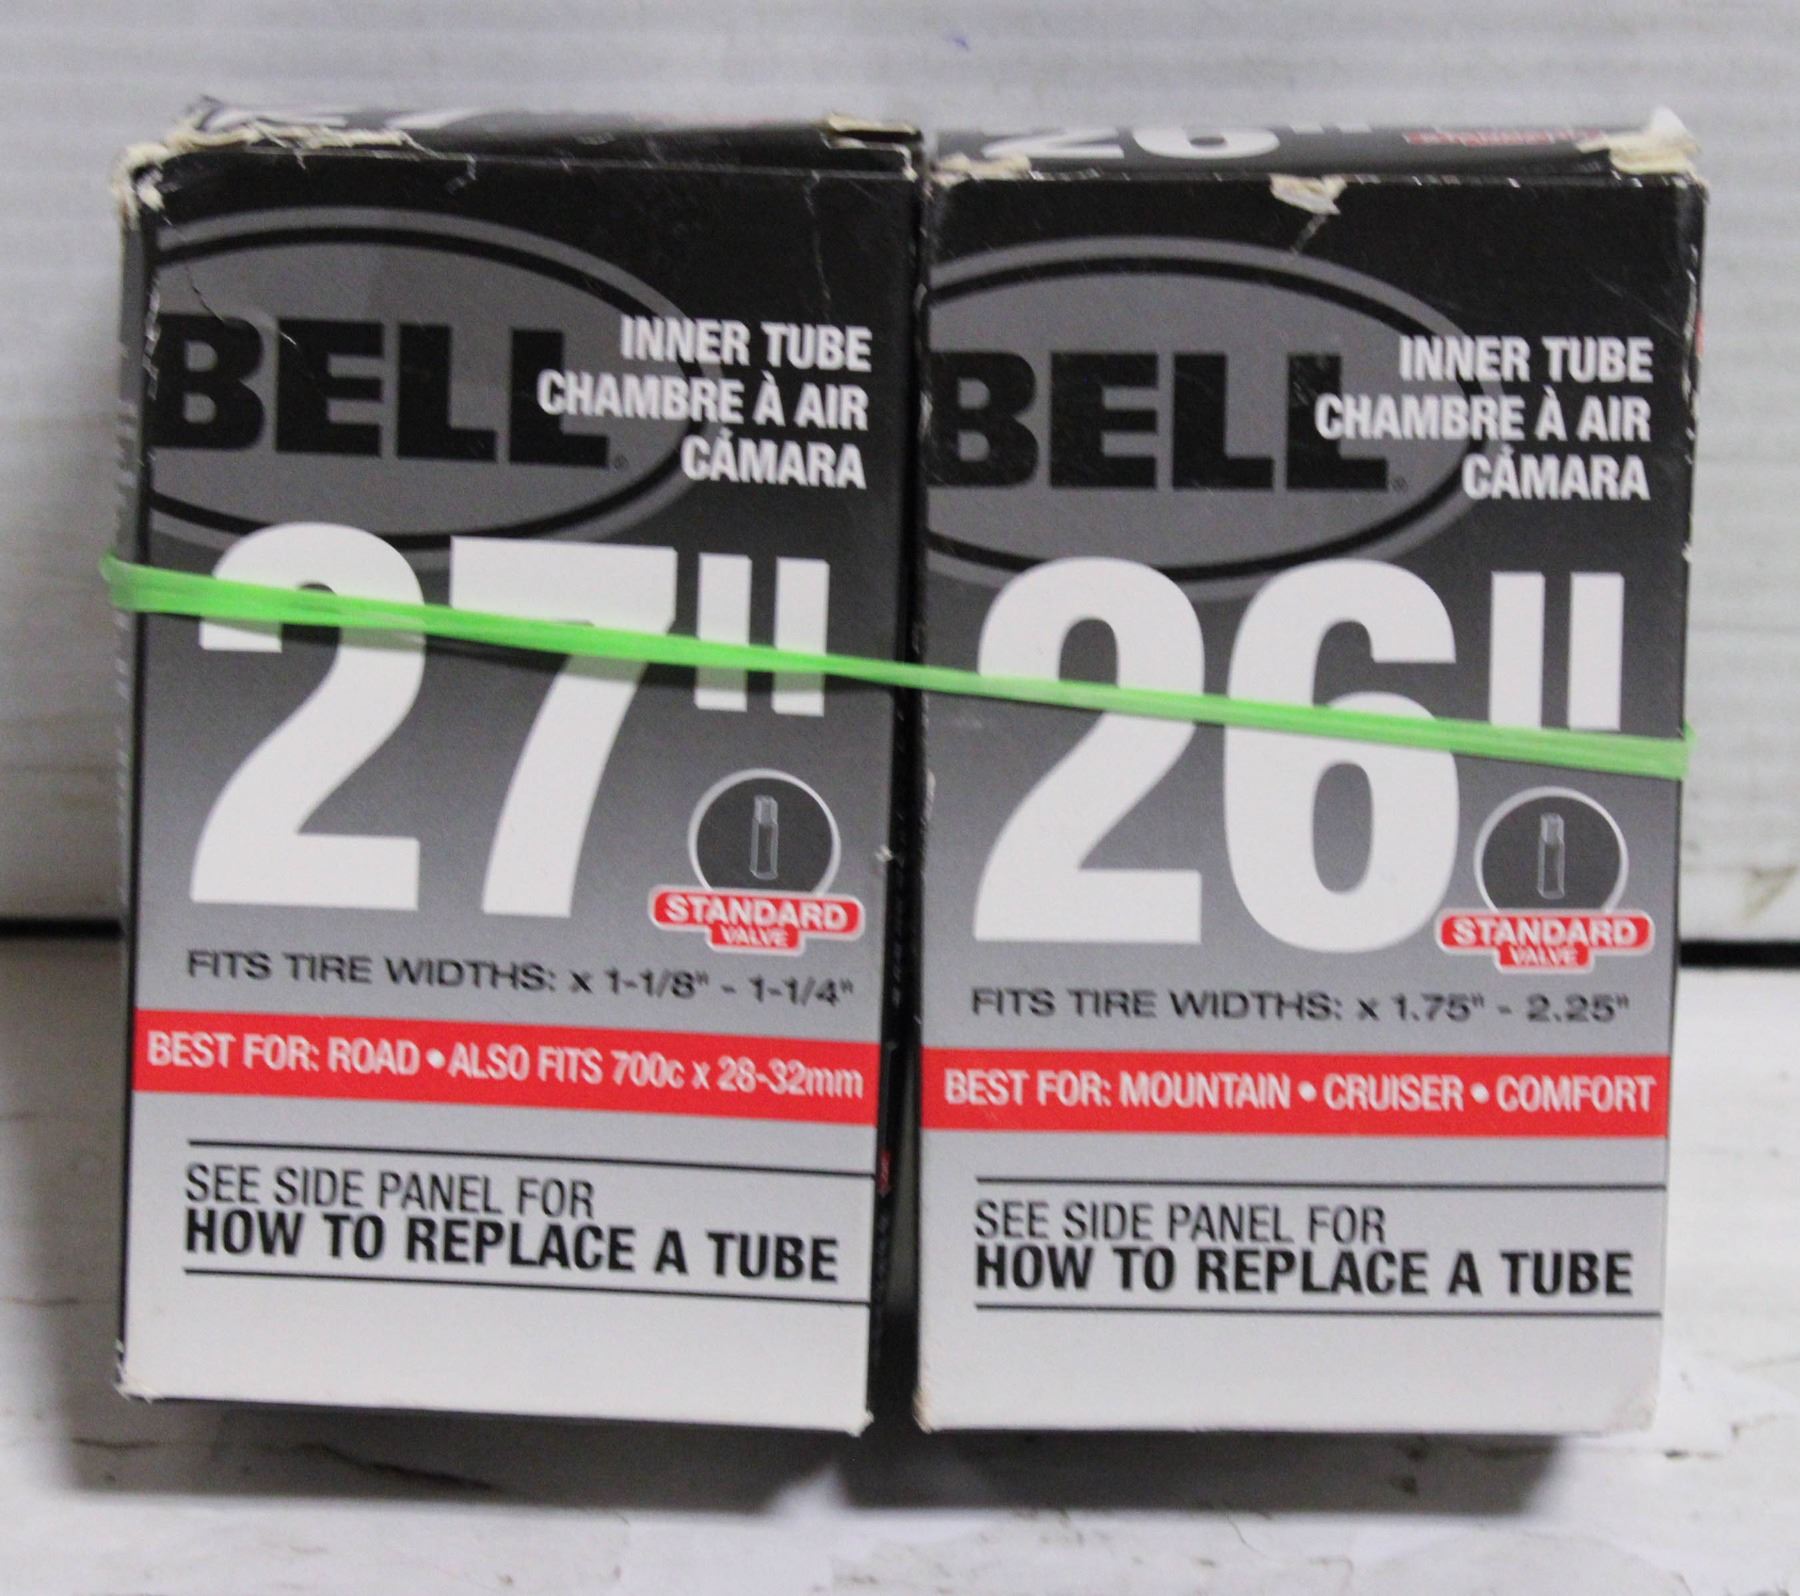 27
26"
BELL
INNER TUBE
CHAMBRE À AIR
CÁMARA
27"
STANDARD
VALVE
FITS TIRE WIDTHS: x 1-1/8" - 1-1/4"
BEST FOR: ROAD • ALSO FITS 700c x 28-32mm
SEE SIDE PANEL FOR
HOW TO REPLACE A TUBE
BELL
INNER TUBE
CHAMBRE À AIR
CÁMARA
26"
STANDARD
VALVE
FITS TIRE WIDTHS: x 1.75" - 2.25"
BEST FOR: MOUNTAIN • CRUISER • COMFORT
SEE SIDE PANEL FOR
HOW TO REPLACE A TUBE